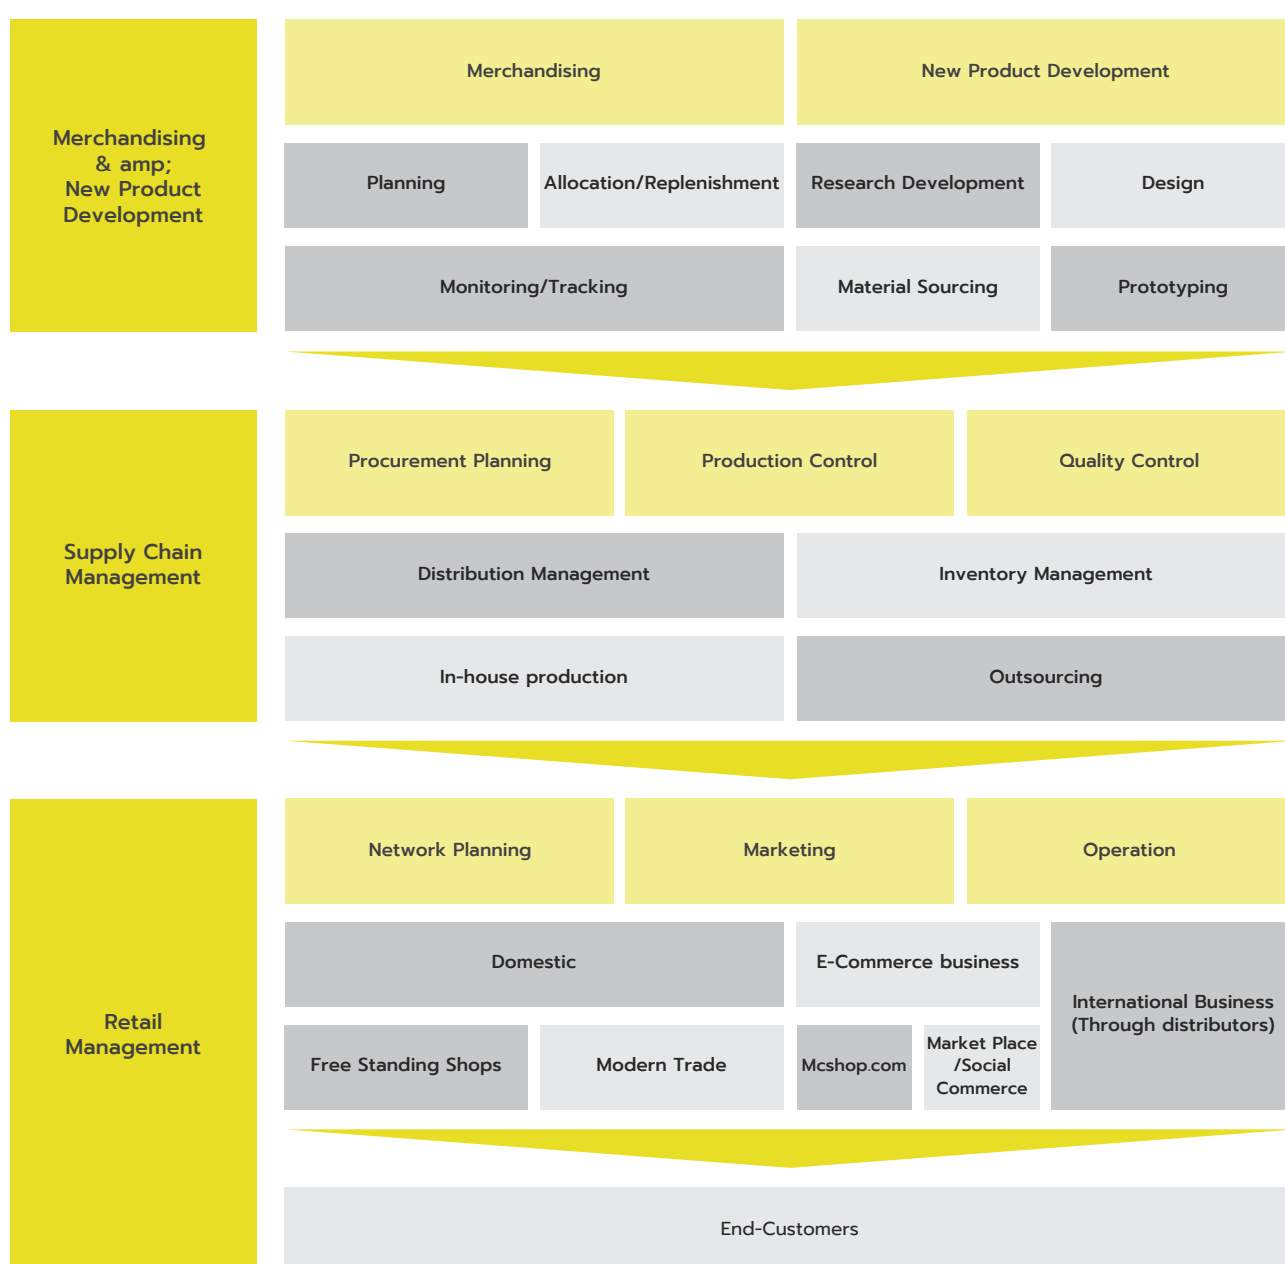 Merchandising
& amp;
New Product
Development
Merchandising
New Product Development
Planning
Allocation/Replenishment
Research Development
Design
Monitoring/Tracking
Material Sourcing
Prototyping
Supply Chain
Management
Procurement Planning
Production Control
Quality Control
Distribution Management
Inventory Management
In-house production
Outsourcing
Retail
Management
Network Planning
Marketing
Operation
Domestic
E-Commerce business
International Business
(Through distributors)
Free Standing Shops
Modern Trade
Mcshop.com
Market Place
/Social
Commerce
End-Customers